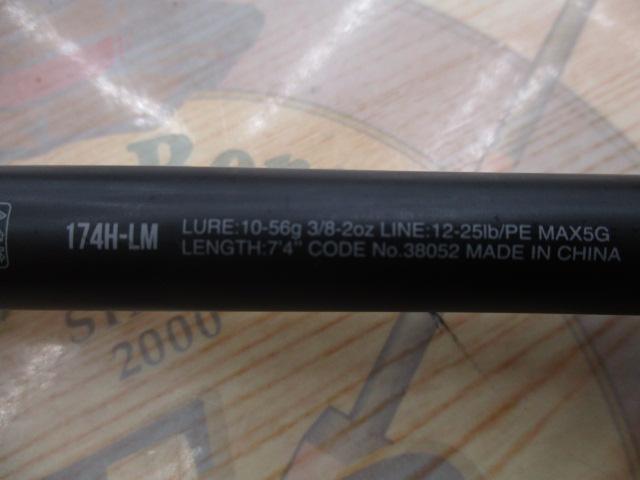 174H-LM
LURE:10-56g 3/8-2oz LINE:12-25lb/PE MAX5G
LENGTH:7'4" CODE No.38052 MADE IN CHINA
2000